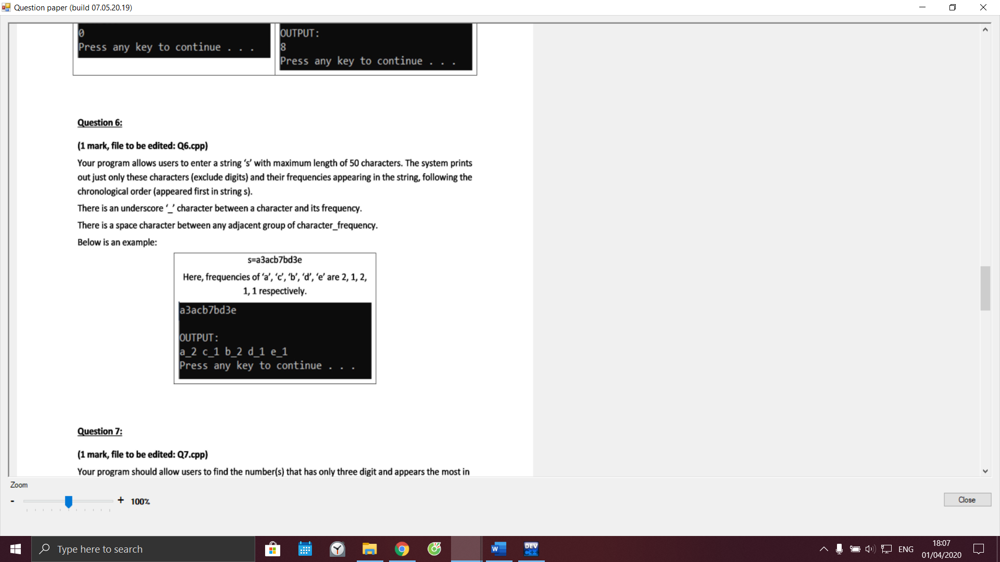 Question paper (build 07.05.20.19)
0
Press any key to continue . . .
OUTPUT:
8
Press any key to continue . . .
Question 6:
(1 mark, file to be edited: Q6.cpp)
Your program allows users to enter a string ‘s’ with maximum length of 50 characters. The system prints
out just only these characters (exclude digits) and their frequencies appearing in the string, following the
chronological order (appeared first in string s).
There is an underscore ‘_’ character between a character and its frequency.
There is a space character between any adjacent group of character_frequency.
Below is an example:
s=a3acb7bd3e
Here, frequencies of ‘a’, ‘c’, ‘b’, ‘d’, ‘e’ are 2, 1, 2,
1, 1 respectively.
a3acb7bd3e
OUTPUT:
a_2 c_1 b_2 d_1 e_1
Press any key to continue . . .
Question 7:
(1 mark, file to be edited: Q7.cpp)
Your program should allow users to find the number(s) that has only three digit and appears the most in
Zoom
- + 100%
Close
Type here to search
W
DEV
C++
ENG
18:07
01/04/2020